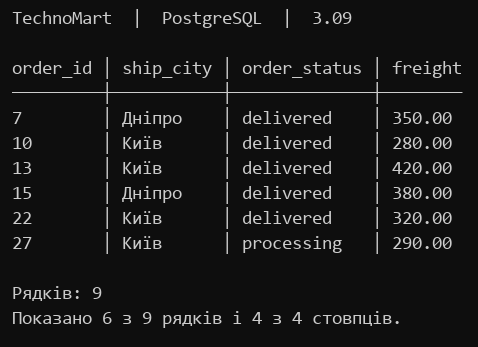 TechnoMart | PostgreSQL | 3.09
order_id | ship_city | order_status | freight
7 | Дніпро | delivered | 350.00
10 | Київ | delivered | 280.00
13 | Київ | delivered | 420.00
15 | Дніпро | delivered | 380.00
22 | Київ | delivered | 320.00
27 | Київ | processing | 290.00
Рядків: 9
Показано 6 з 9 рядків і 4 з 4 стовпців.